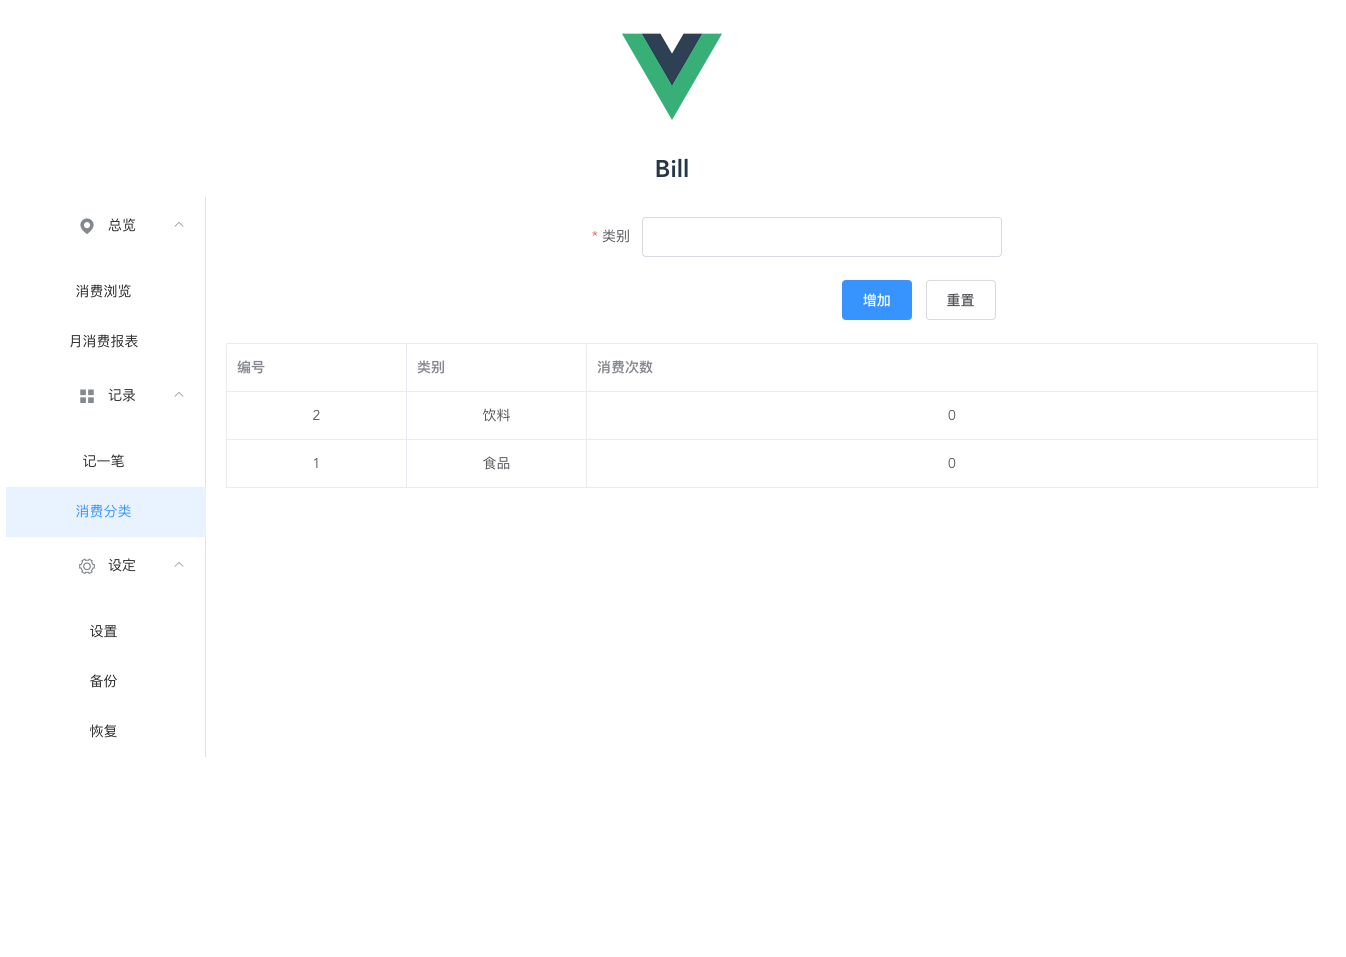 Bill
总览
消费浏览
月消费报表
记录
记一笔
消费分类
设定
设置
备份
恢复
* 类别
增加 重置
编号 类别 消费次数
2 饮料 0
1 食品 0